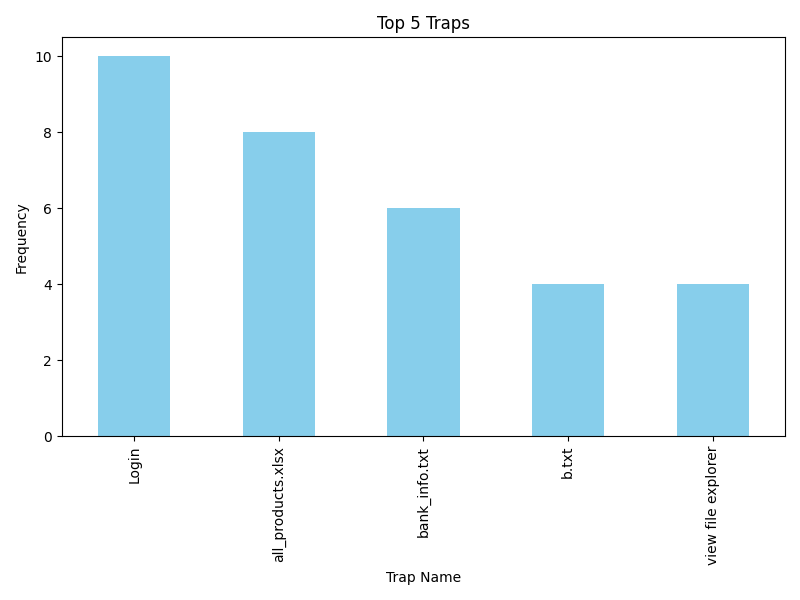 Top 5 Traps
Frequency
10
8
6
4
2
0
Login
all_products.xlsx
bank_info.txt
b.txt
view file explorer
Trap Name